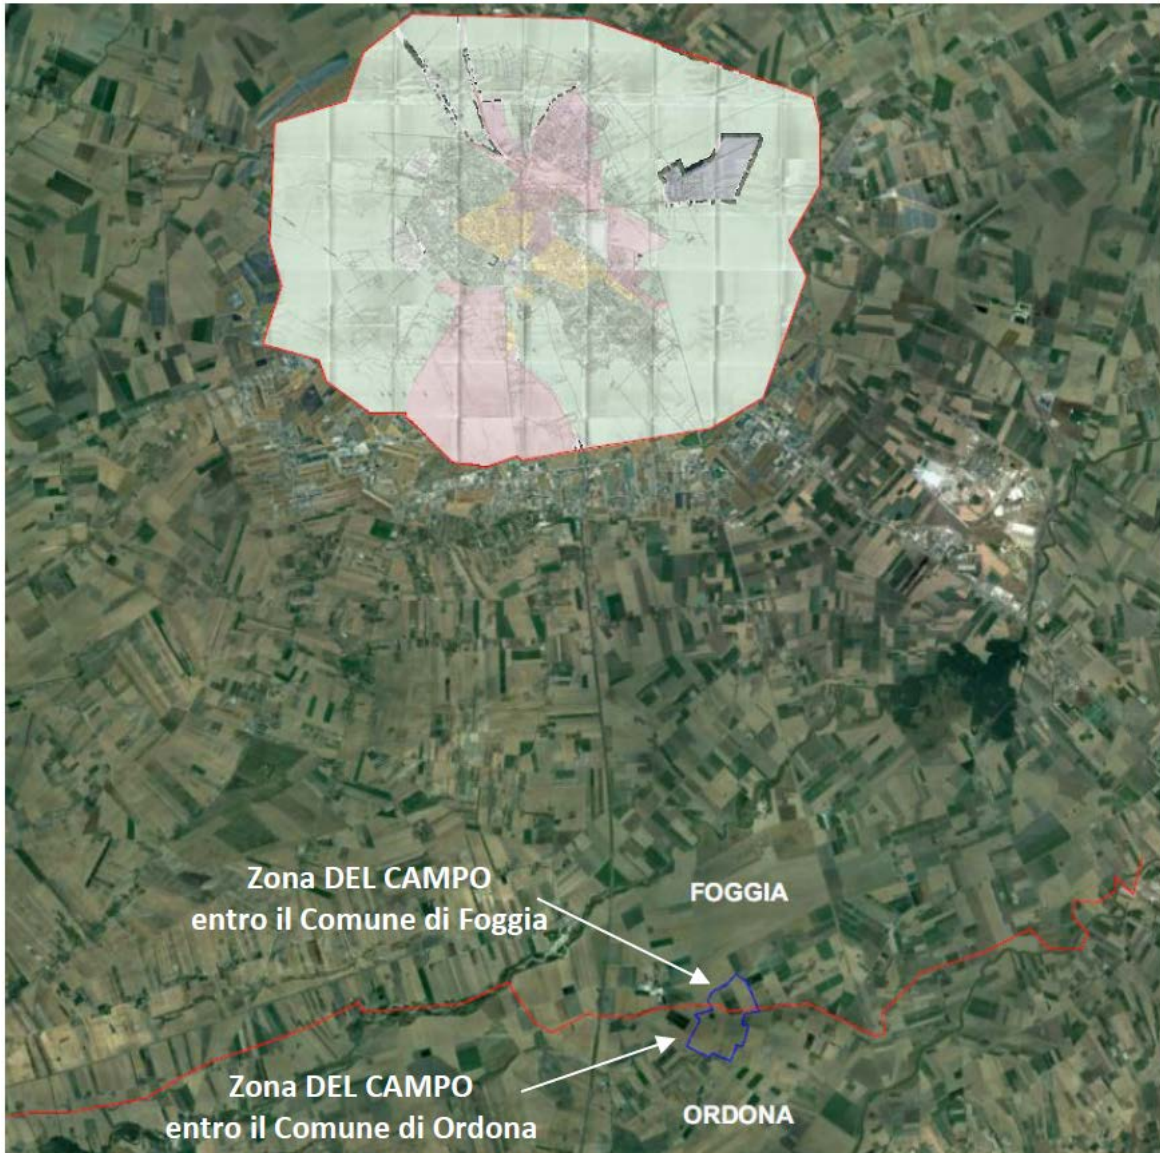 Zona DEL CAMPO
entro il Comune di Foggia
FOGGIA
Zona DEL CAMPO
entro il Comune di Ordona
ORDONA